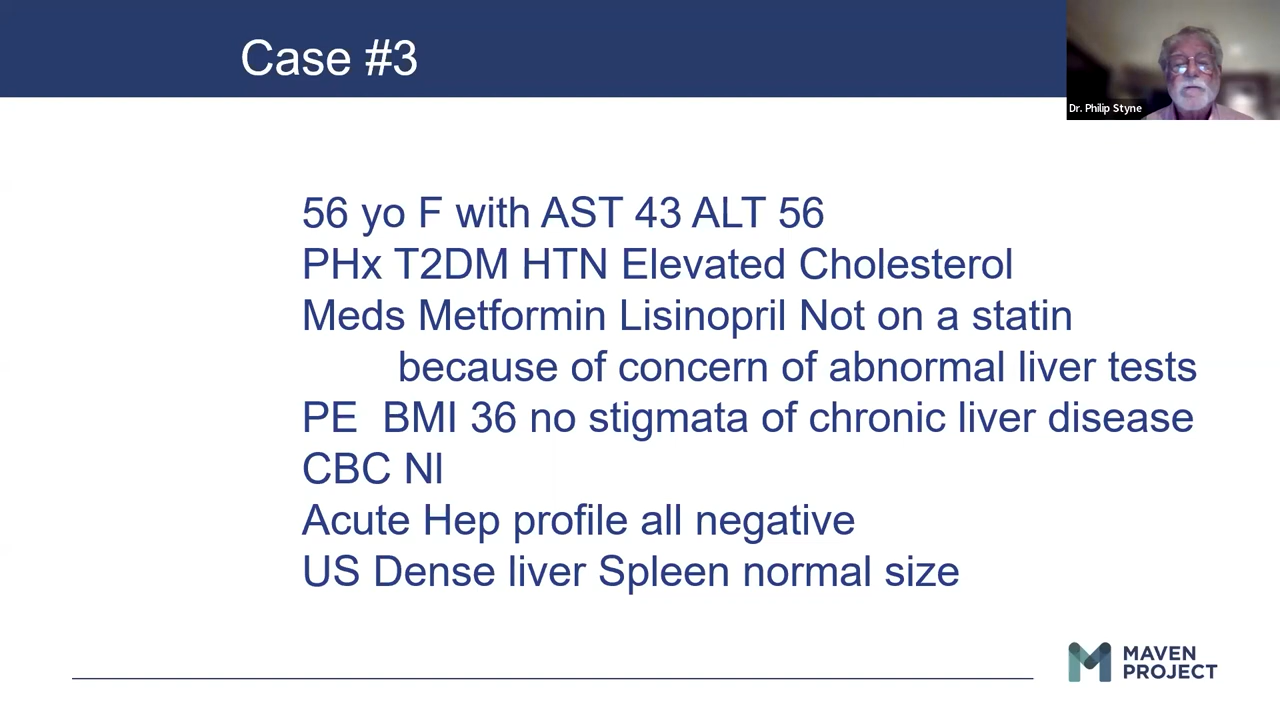 Case #3
Dr. Philip Styne
56 yo F with AST 43 ALT 56
PHx T2DM HTN Elevated Cholesterol
Meds Metformin Lisinopril Not on a statin
because of concern of abnormal liver tests
PE BMI 36 no stigmata of chronic liver disease
CBC Nl
Acute Hep profile all negative
US Dense liver Spleen normal size
MAVEN
PROJECT